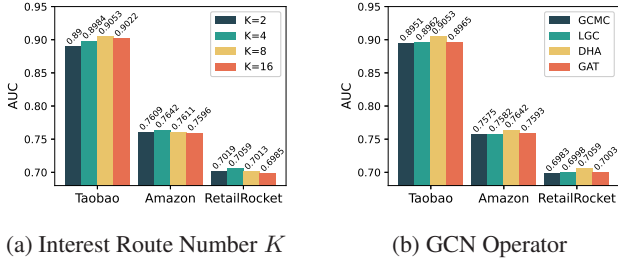 0.95
0.90
0.85
0.80
0.75
0.70
AUC
0.89
0.8984
0.9053
0.9022
0.7609
0.7642
0.7611
0.7596
0.7019
0.7059
0.7013
0.6985
K=2
K=4
K=8
K=16
Taobao Amazon RetailRocket
(a) Interest Route Number K
0.95
0.90
0.85
0.80
0.75
0.70
AUC
0.8951
0.8962
0.9053
0.8965
0.7575
0.7582
0.7642
0.7593
0.6983
0.6998
0.7059
0.7003
GCMC
LGC
DHA
GAT
Taobao Amazon RetailRocket
(b) GCN Operator